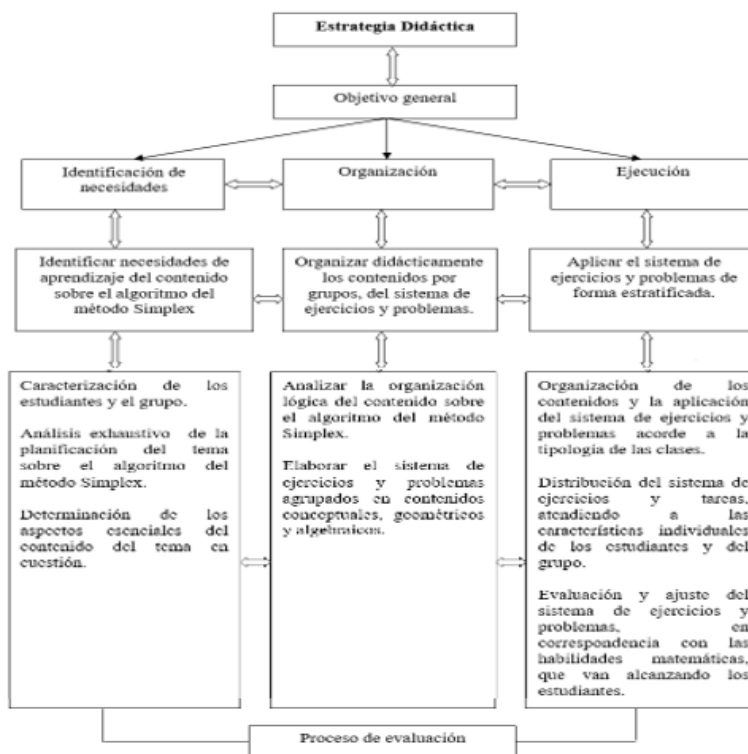 Estrategia Didáctica
Objetivo general
Identificación de
necesidades
Organización
Ejecución
Identificar necesidades de
aprendizaje del contenido
sobre el algoritmo del
método Simplex
Organizar didácticamente
los contenidos por
grupos, del sistema de
ejercicios y problemas.
Aplicar el sistema de
ejercicios y problemas de
forma estratificada.
Caracterización de los
estudiantes y el grupo.
Análisis exhaustivo de la
planificación del tema
sobre el algoritmo del
método Simplex.
Determinación de los
aspectos esenciales del
contenido del tema en
cuestión.
Analizar la organización
lógica del contenido sobre
el algoritmo del método
Simplex.
Elaborar el sistema de
ejercicios y problemas
agrupados en contenidos
conceptuales, geométricos
y algebraicos.
Organización de los
contenidos y la aplicación
del sistema de ejercicios y
problemas acorde a la
tipología de las clases.
Distribución del sistema de
ejercicios y tareas,
atendiendo a las
características individuales
de los estudiantes y del
grupo.
Evaluación y ajuste del
sistema de ejercicios y
problemas, en
correspondencia con las
habilidades matemáticas,
que van alcanzando los
estudiantes.
Proceso de evaluación